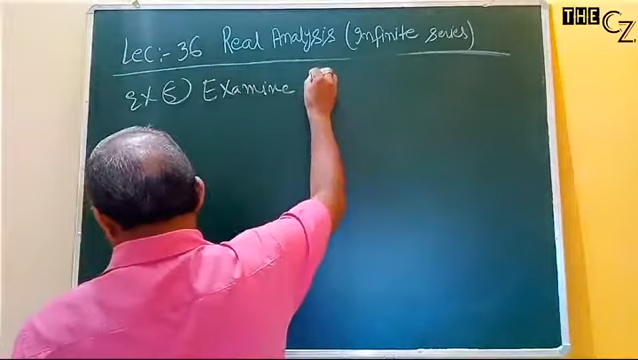 THE CZ.
Lec:- 36 Real Analysis (Infinite series)
Ex (5) Examine